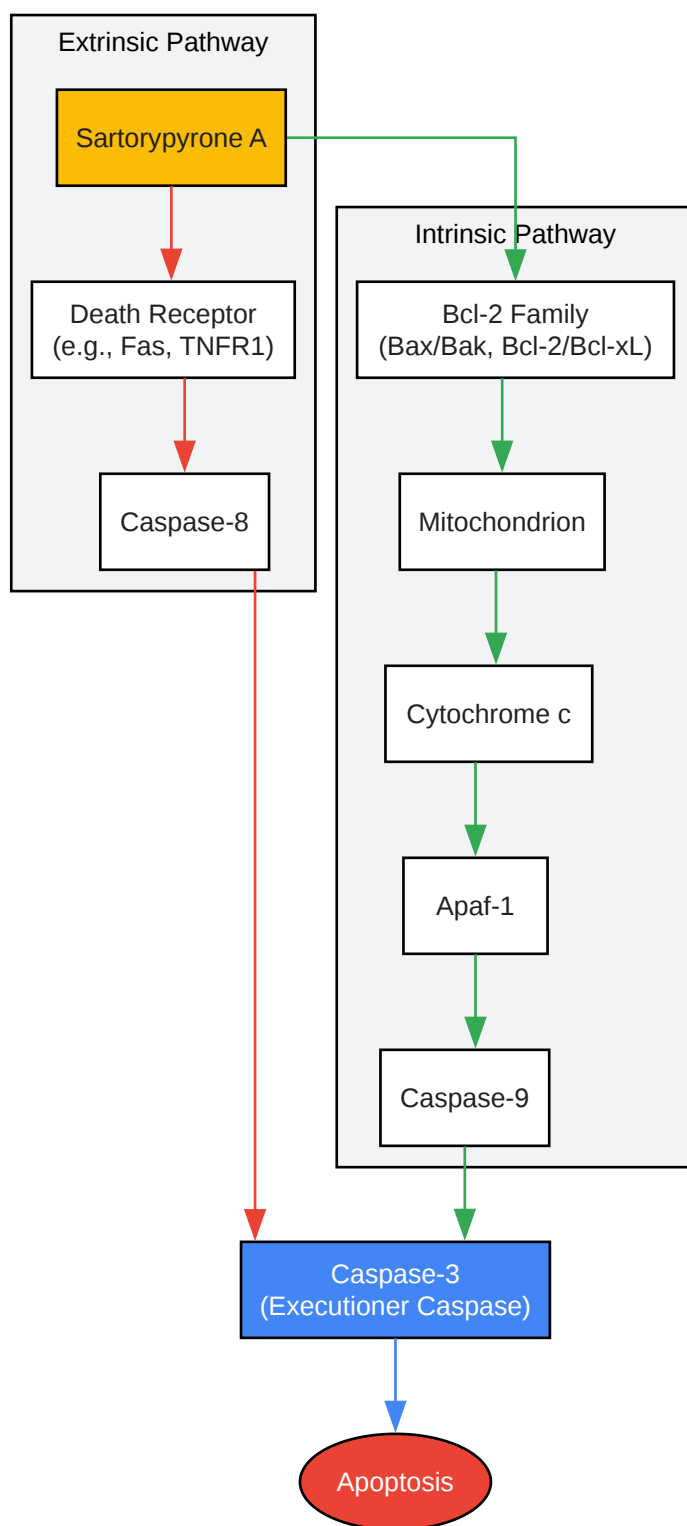 Extrinsic Pathway
Sartorypyrone A
Death Receptor
(e.g., Fas, TNFR1)
Caspase-8
Intrinsic Pathway
Bcl-2 Family
(Bax/Bak, Bcl-2/Bcl-xL)
Mitochondrion
Cytochrome c
Apaf-1
Caspase-9
Caspase-3
(Executioner Caspase)
Apoptosis